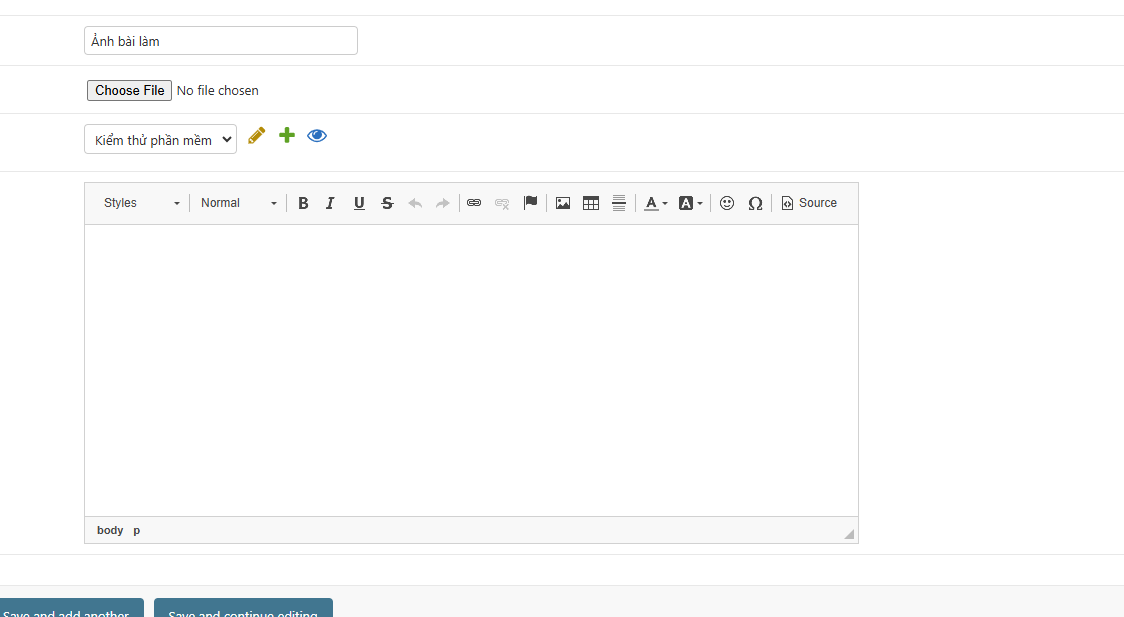 Ảnh bài làm
Choose File No file chosen
Kiểm thử phần mềm
Styles Normal B I U S A A Ω Source
body p
Save and add another Save and continue editing